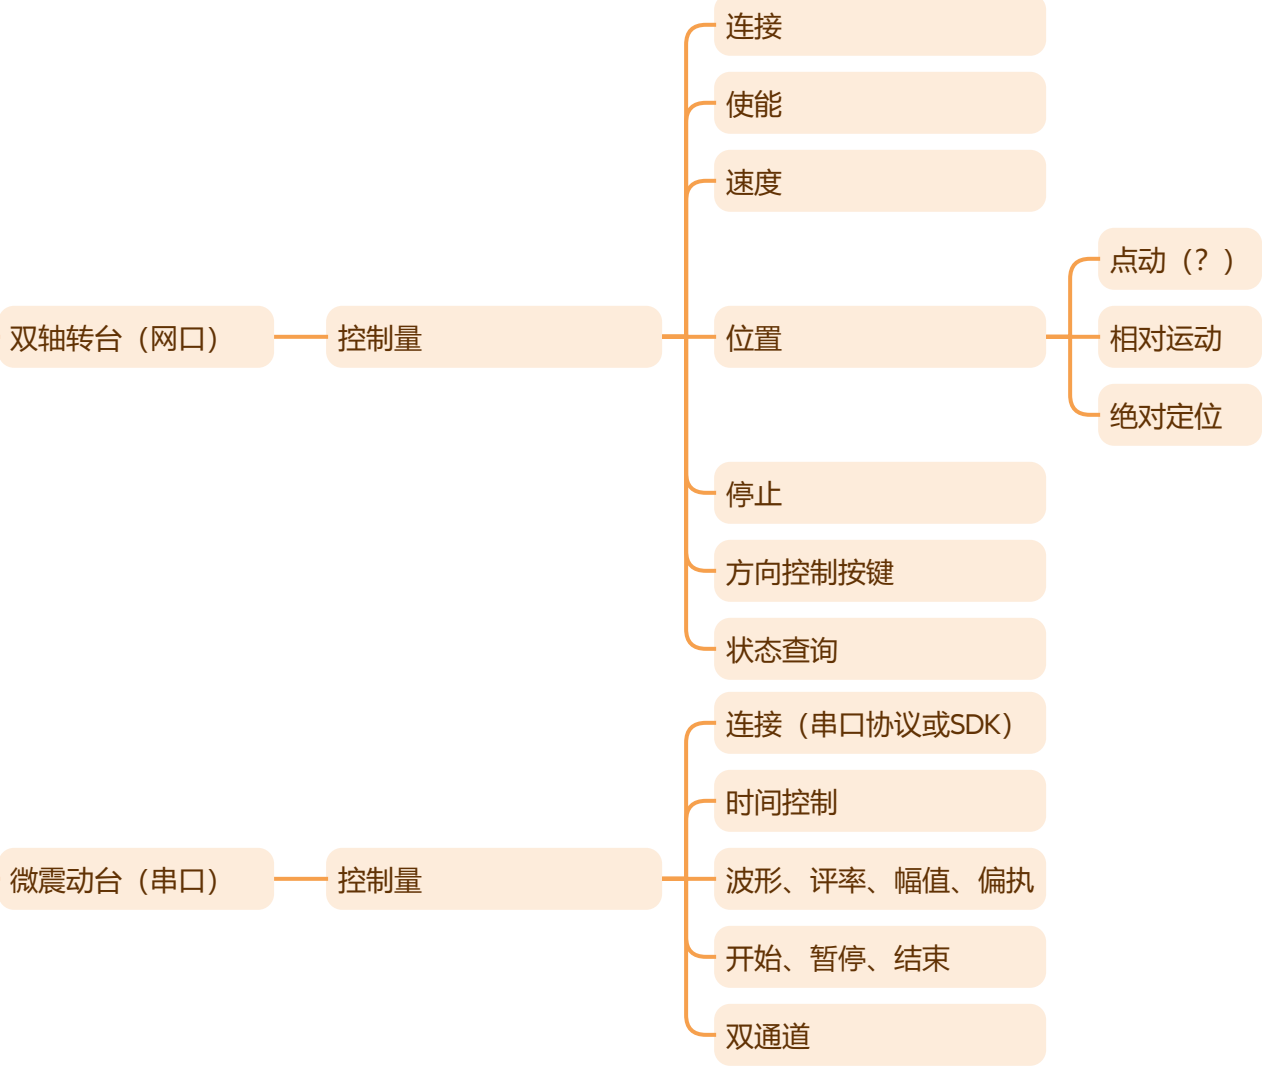 连接
使能
速度
点动（？）
双轴转台（网口）
控制量
位置
相对运动
绝对定位
停止
方向控制按键
状态查询
连接（串口协议或SDK）
时间控制
微震动台（串口）
控制量
波形、评率、幅值、偏执
开始、暂停、结束
双通道